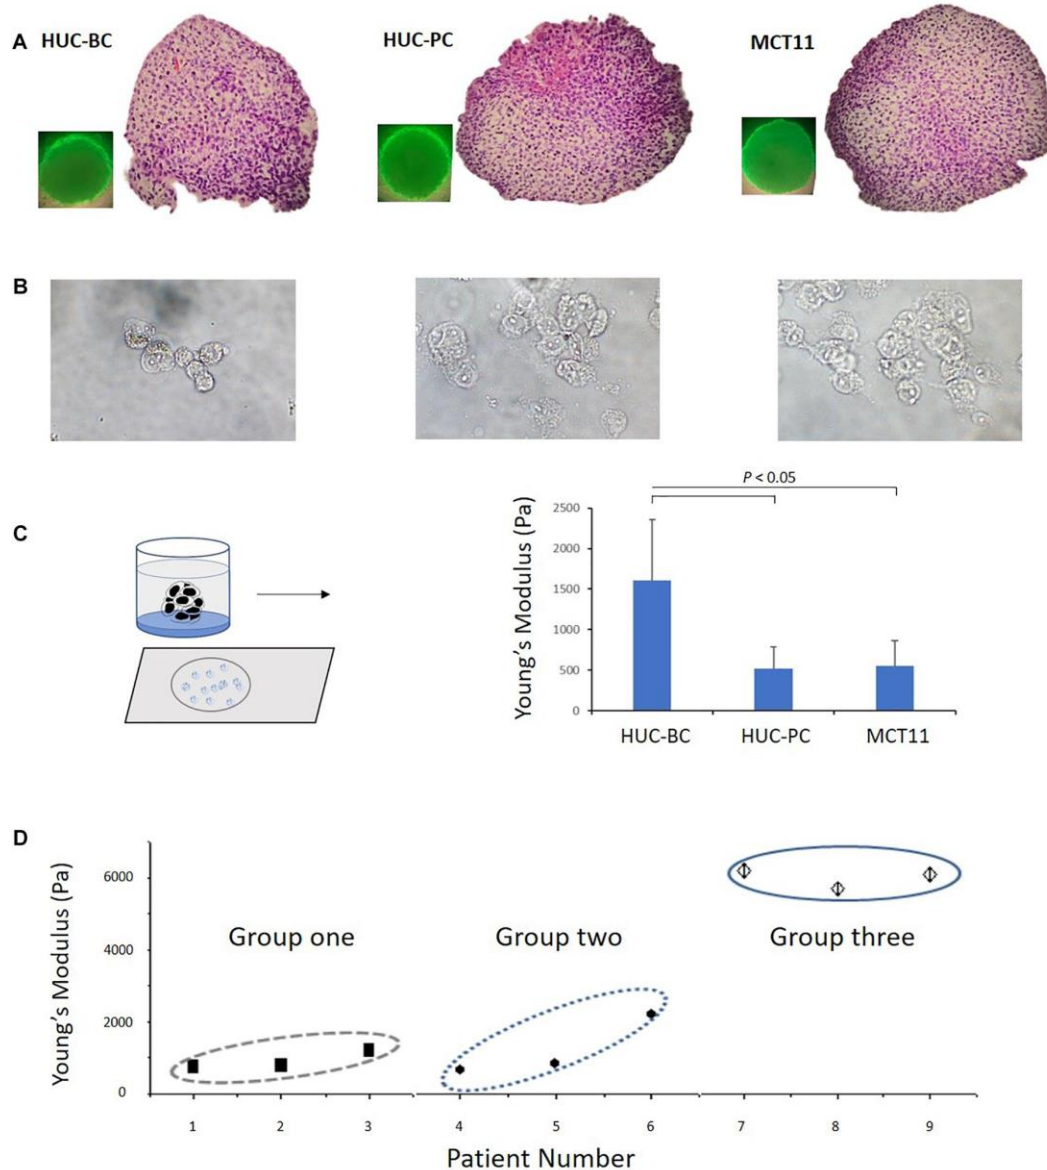 A
HUC-BC
HUC-PC
MCT11
B
C
P < 0.05
Young's Modulus (Pa)
2500
2000
1500
1000
500
0
HUC-BC
HUC-PC
MCT11
D
Young's Modulus (Pa)
6000
4000
2000
0
Group one
Group two
Group three
1
2
3
4
5
6
7
8
9
Patient Number